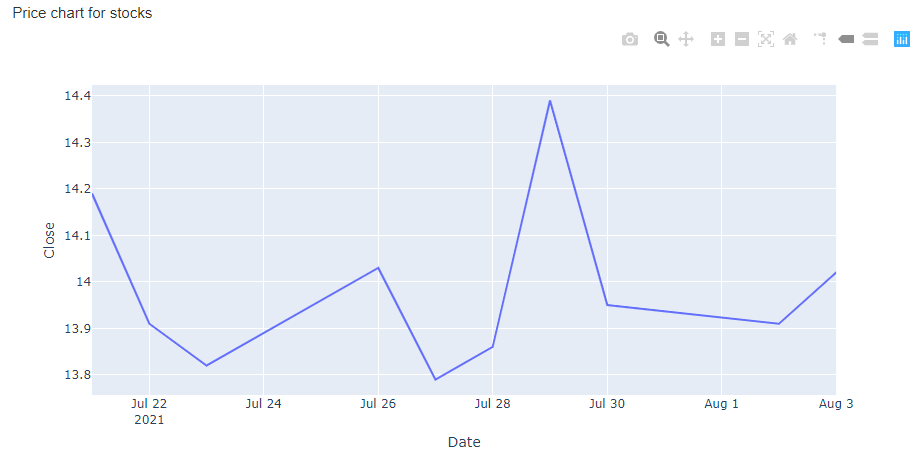 Price chart for stocks
14.4
14.3
14.2
14.1
14
13.9
13.8
Close
Jul 22 Jul 24 Jul 26 Jul 28 Jul 30 Aug 1 Aug 3
2021
Date